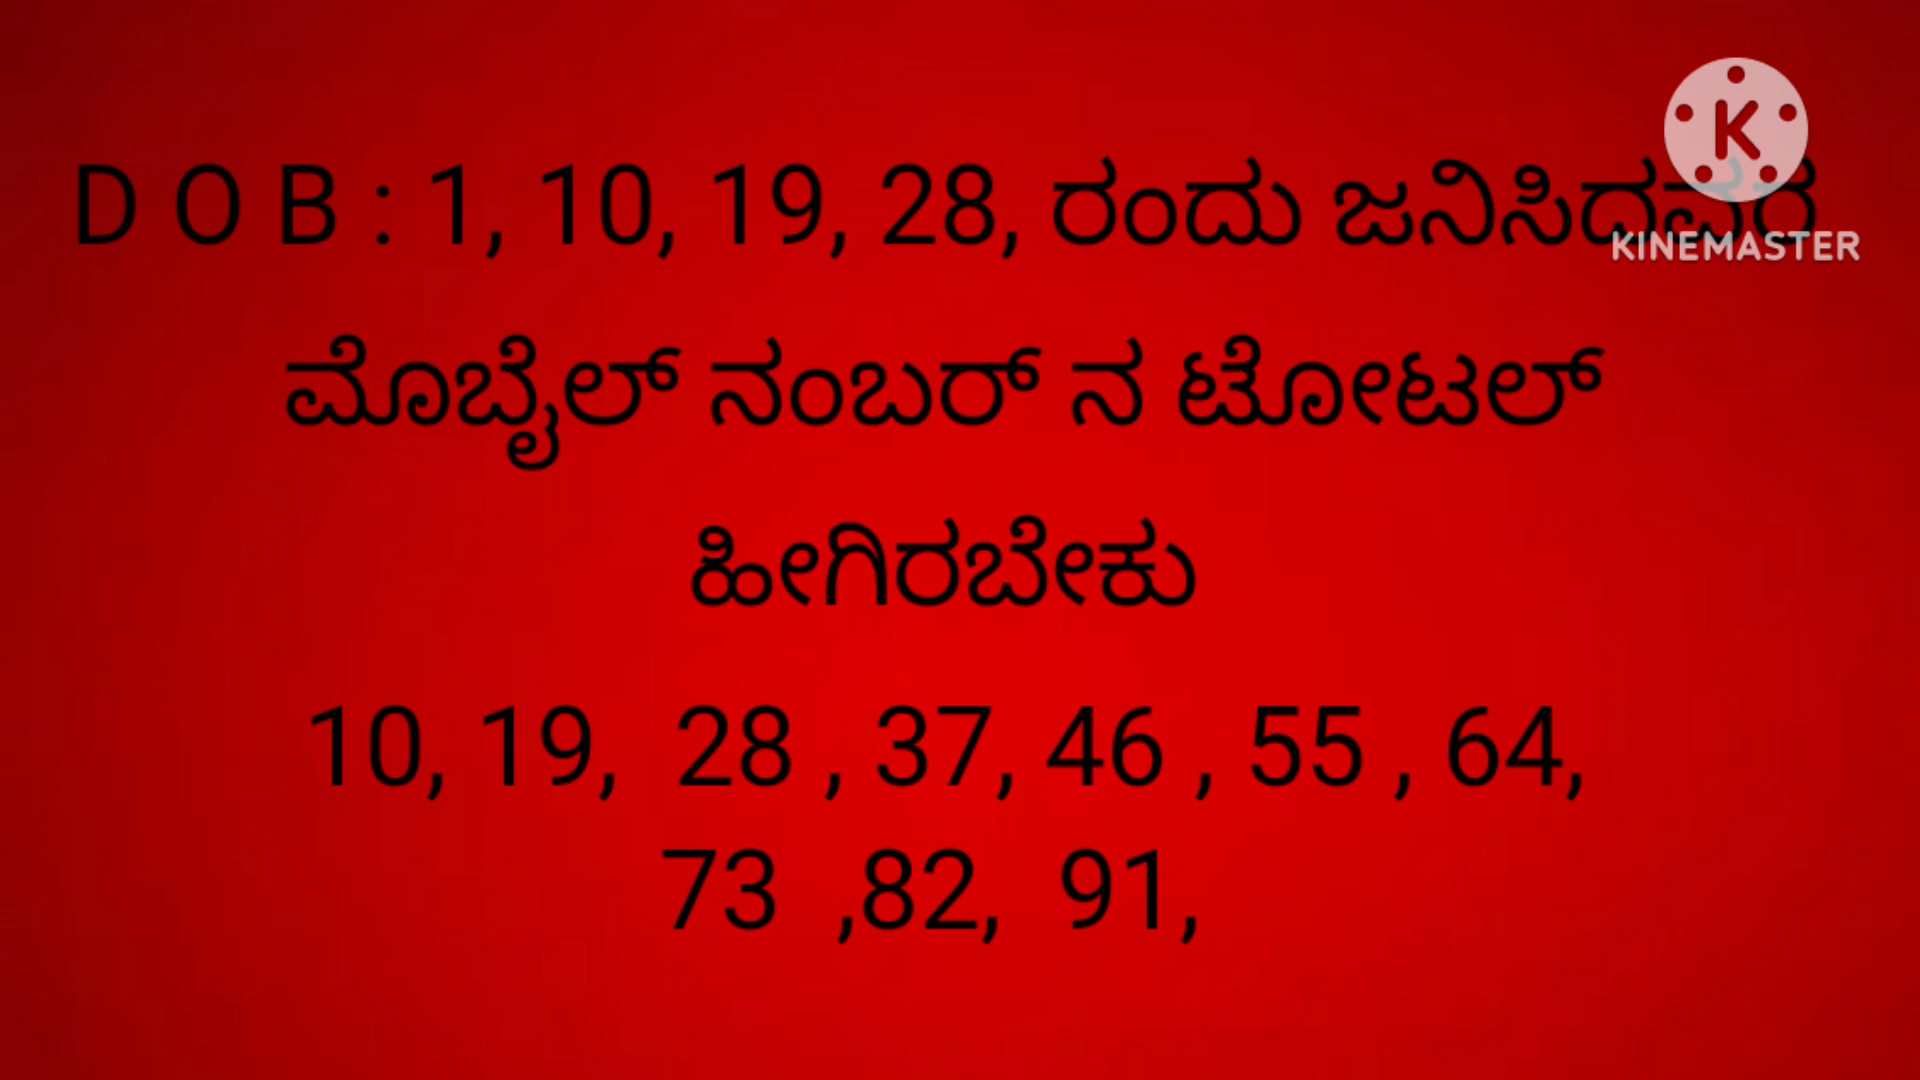 D O B : 1, 10, 19, 28, ರಂದು ಜನಿಸಿದವರ
ಮೊಬೈಲ್ ನಂಬರ್ ನ ಟೋಟಲ್
ಹೀಗಿರಬೇಕು
10, 19, 28 , 37, 46 , 55 , 64,
73 ,82, 91,
K
KINEMASTER